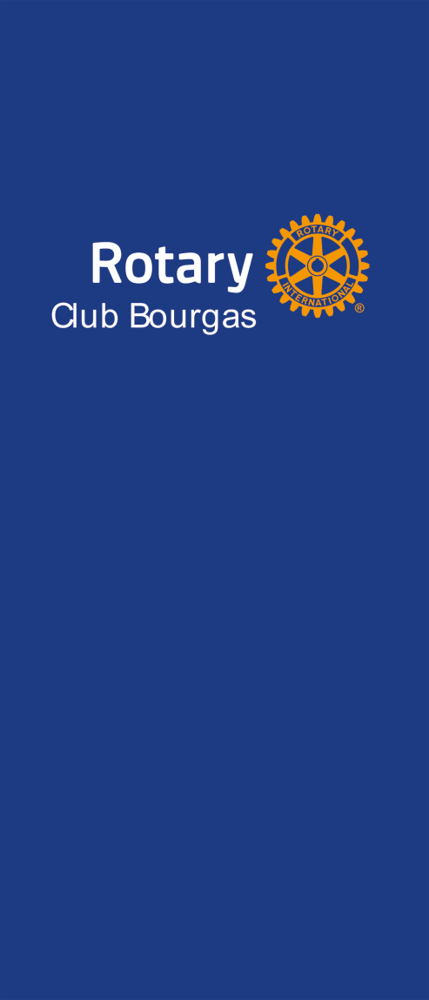 Rotary
Club Bourgas
ROTARY
INTERNATIONAL
®